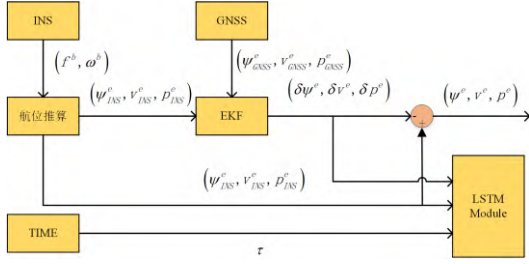 INS
GNSS
(f^b, ω^b)
(ψ^e_GNSS, v^e_GNSS, p^e_GNSS)
(ψ^e_INS, v^e_INS, p^e_INS)
(δψ^e, δv^e, δp^e)
(ψ^e, v^e, p^e)
航位推算
EKF
-
+
(ψ^e_INS, v^e_INS, p^e_INS)
LSTM
Module
TIME
τ